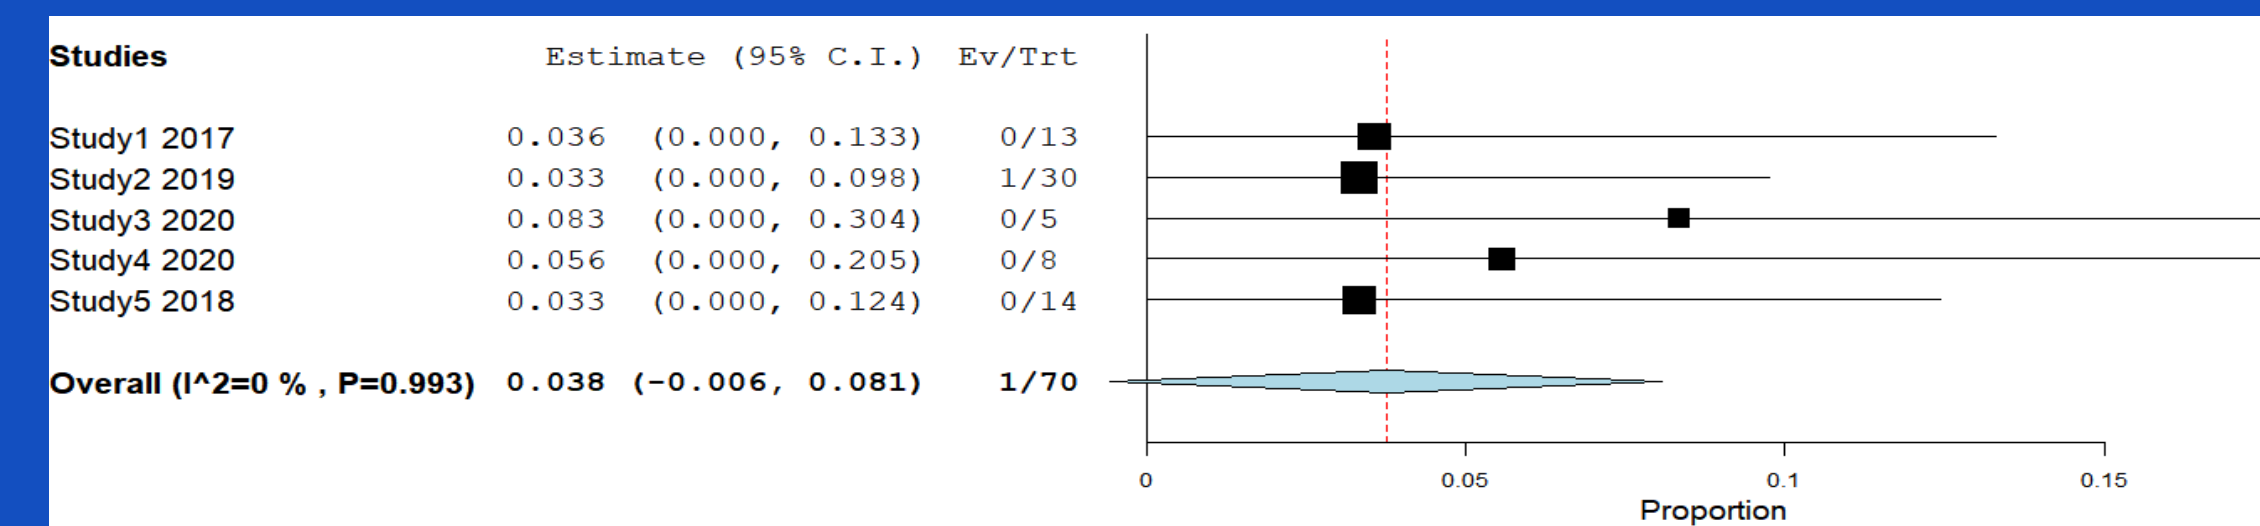 Studies Estimate (95% C.I.) Ev/Trt
Study1 2017 0.036 (0.000, 0.133) 0/13
Study2 2019 0.033 (0.000, 0.098) 1/30
Study3 2020 0.083 (0.000, 0.304) 0/5
Study4 2020 0.056 (0.000, 0.205) 0/8
Study5 2018 0.033 (0.000, 0.124) 0/14
Overall (I^2=0 % , P=0.993) 0.038 (-0.006, 0.081) 1/70
0 0.05 0.1 0.15
Proportion